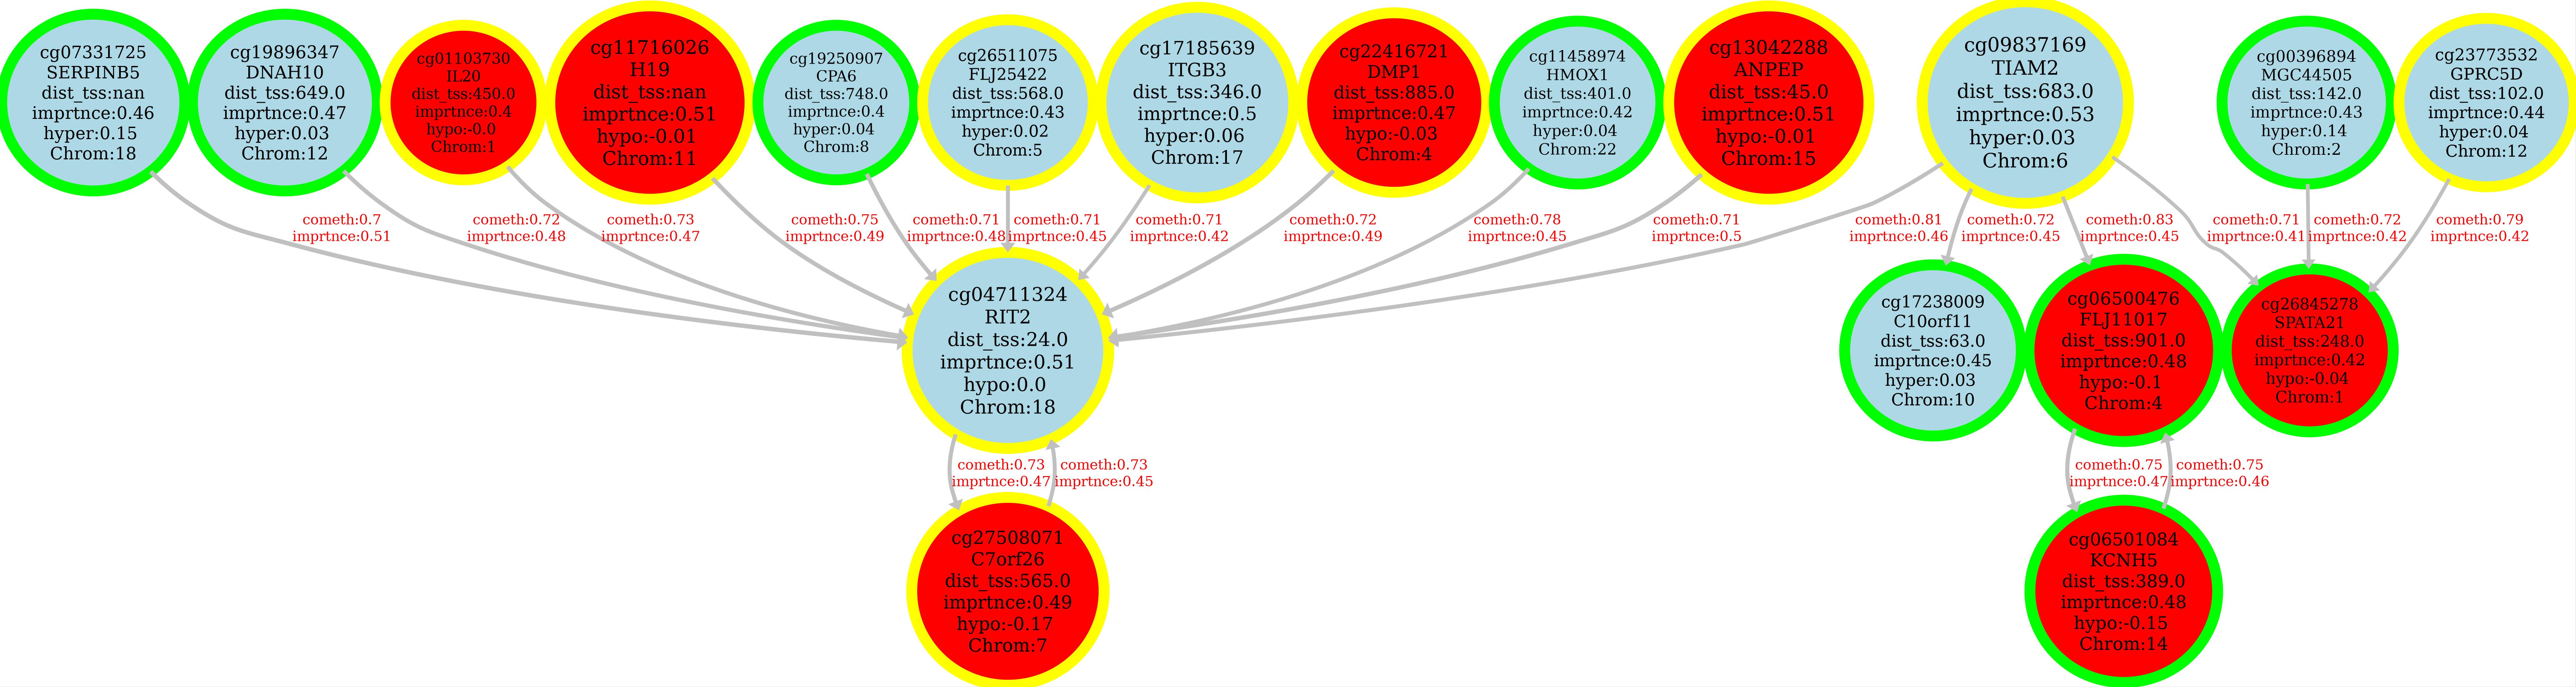 cg07331725
SERPINB5
dist_tss:nan
imprtnce:0.46
hyper:0.15
Chrom:18
cg19896347
DNAH10
dist_tss:649.0
imprtnce:0.47
hyper:0.03
Chrom:12
cg01103730
IL20
dist_tss:450.0
imprtnce:0.4
hypo:-0.0
Chrom:1
cg11716026
H19
dist_tss:nan
imprtnce:0.51
hypo:-0.01
Chrom:11
cg19250907
CPA6
dist_tss:748.0
imprtnce:0.4
hyper:0.04
Chrom:8
cg26511075
FLJ25422
dist_tss:568.0
imprtnce:0.43
hyper:0.02
Chrom:5
cg17185639
ITGB3
dist_tss:346.0
imprtnce:0.5
hyper:0.06
Chrom:17
cg22416721
DMP1
dist_tss:885.0
imprtnce:0.47
hypo:-0.03
Chrom:4
cg11458974
HMOX1
dist_tss:401.0
imprtnce:0.42
hyper:0.04
Chrom:22
cg13042288
ANPEP
dist_tss:45.0
imprtnce:0.51
hypo:-0.01
Chrom:15
cg09837169
TIAM2
dist_tss:683.0
imprtnce:0.53
hyper:0.03
Chrom:6
cg00396894
MGC44505
dist_tss:142.0
imprtnce:0.43
hyper:0.14
Chrom:2
cg23773532
GPRC5D
dist_tss:102.0
imprtnce:0.44
hyper:0.04
Chrom:12
cometh:0.7
imprtnce:0.51
cometh:0.72
imprtnce:0.48
cometh:0.73
imprtnce:0.47
cometh:0.75
imprtnce:0.49
cometh:0.71
imprtnce:0.48
cometh:0.71
imprtnce:0.45
cometh:0.71
imprtnce:0.42
cometh:0.72
imprtnce:0.49
cometh:0.78
imprtnce:0.45
cometh:0.71
imprtnce:0.5
cometh:0.81
imprtnce:0.46
cometh:0.72
imprtnce:0.45
cometh:0.83
imprtnce:0.45
cometh:0.71
imprtnce:0.41
cometh:0.72
imprtnce:0.42
cometh:0.79
imprtnce:0.42
cg04711324
RIT2
dist_tss:24.0
imprtnce:0.51
hypo:0.0
Chrom:18
cg17238009
C10orf11
dist_tss:63.0
imprtnce:0.45
hyper:0.03
Chrom:10
cg06500476
FLJ11017
dist_tss:901.0
imprtnce:0.48
hypo:-0.1
Chrom:4
cg26845278
SPATA21
dist_tss:248.0
imprtnce:0.42
hypo:-0.04
Chrom:1
cometh:0.73
imprtnce:0.47
cometh:0.73
imprtnce:0.45
cometh:0.75
imprtnce:0.47
cometh:0.75
imprtnce:0.46
cg27508071
C7orf26
dist_tss:565.0
imprtnce:0.49
hypo:-0.17
Chrom:7
cg06501084
KCNH5
dist_tss:389.0
imprtnce:0.48
hypo:-0.15
Chrom:14